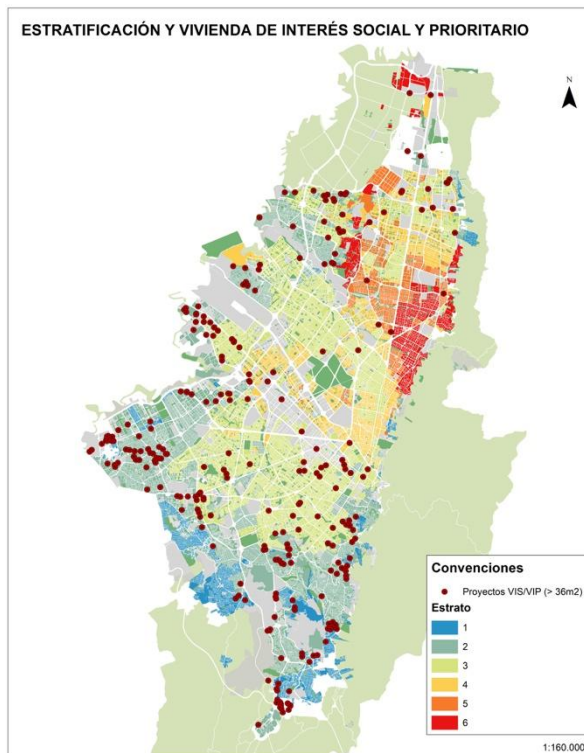 ESTRATIFICACIÓN Y VIVIENDA DE INTERÉS SOCIAL Y PRIORITARIO
N
Convenciones
Proyectos VIS/VIP (> 36m2)
Estrato
1
2
3
4
5
6
1:160.000